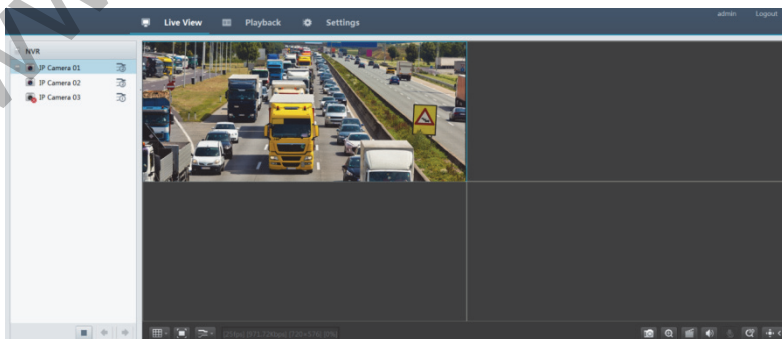 admin Logout
Live View Playback Settings
NVR
IP Camera 01
IP Camera 02
IP Camera 03